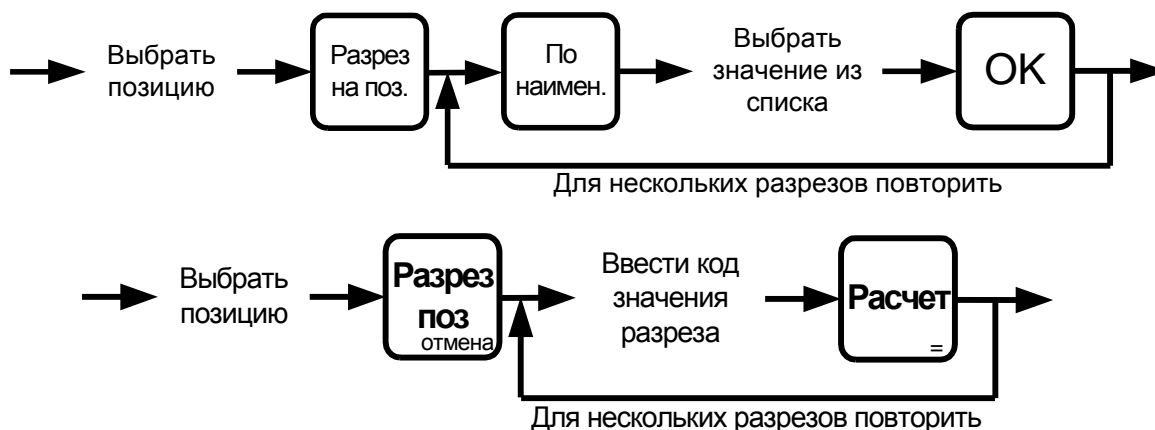 Выбрать
позицию
Разрез
на поз.
По
наимен.
Выбрать
значение из
списка
OK
Для нескольких разрезов повторить
Выбрать
позицию
Разрез
поз
отмена
Ввести код
значения
разреза
Расчет
=
Для нескольких разрезов повторить